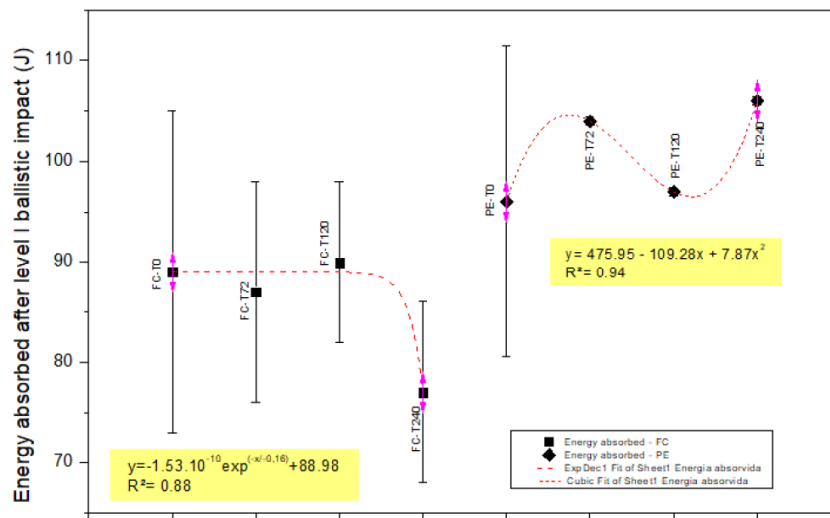 Energy absorbed after level I ballistic impact (J)
110
100
90
80
70
FC-T0
FC-T72
FC-T120
FC-T240
PE-T0
PE-T72
PE-T120
PE-T240
y= 475.95 - 109.28x + 7.87x²
R²= 0.94
y=-1.53.10⁻¹⁰ exp⁽⁻ˣ/⁻⁰,¹⁶⁾+88.98
R²= 0.88
Energy absorbed - FC
Energy absorbed - PE
ExpDec1 Fit of Sheet1 Energia absorvida
Cubic Fit of Sheet1 Energia absorvida